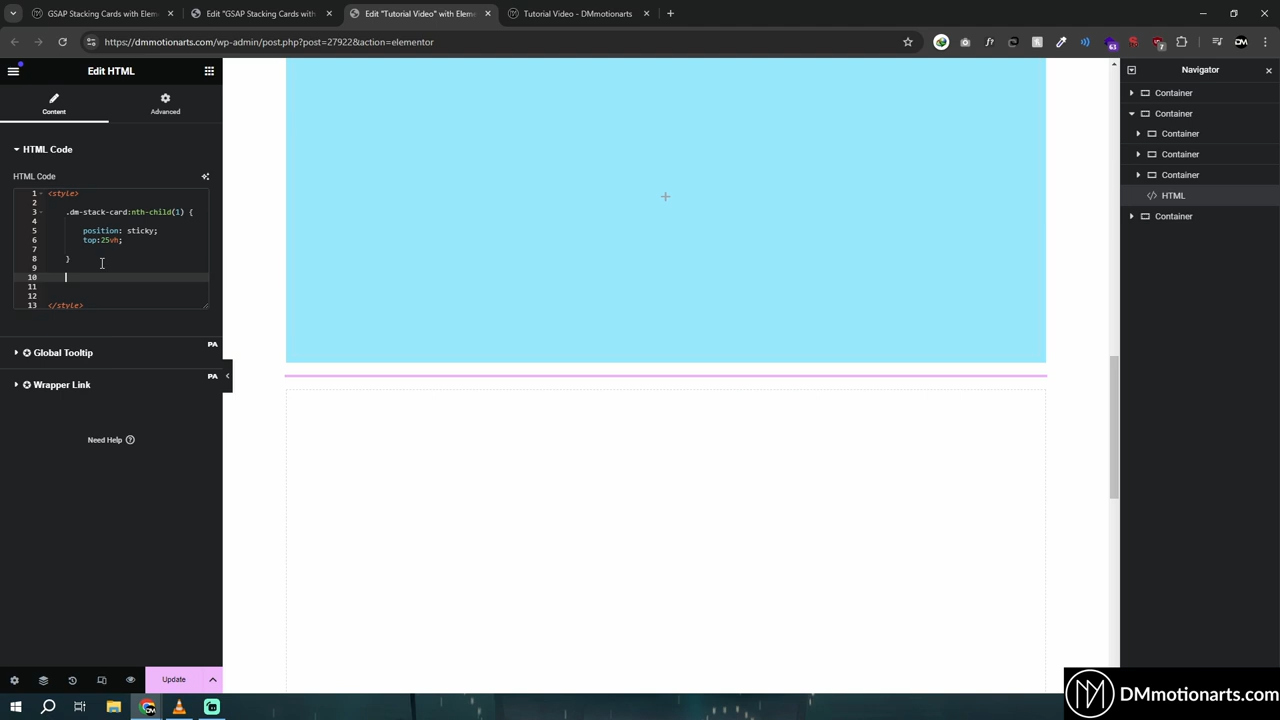 GSAP Stacking Cards with Elem
Edit "GSAP Stacking Cards with
Edit "Tutorial Video" with Eleme
Tutorial Video - DMmotionarts
https://dmmotionarts.com/wp-admin/post.php?post=27922&action=elementor
Edit HTML
Navigator
Content
Advanced
Container
Container
Container
Container
Container
HTML
Container
HTML Code
HTML Code
1 <style>
2
3 .dm-stack-card:nth-child(1) {
4
5 position: sticky;
6 top:25vh;
7
8 }
9
10
11
12
13 </style>
PA
Global Tooltip
PA
Wrapper Link
Need Help
Update
DMmotionarts.com